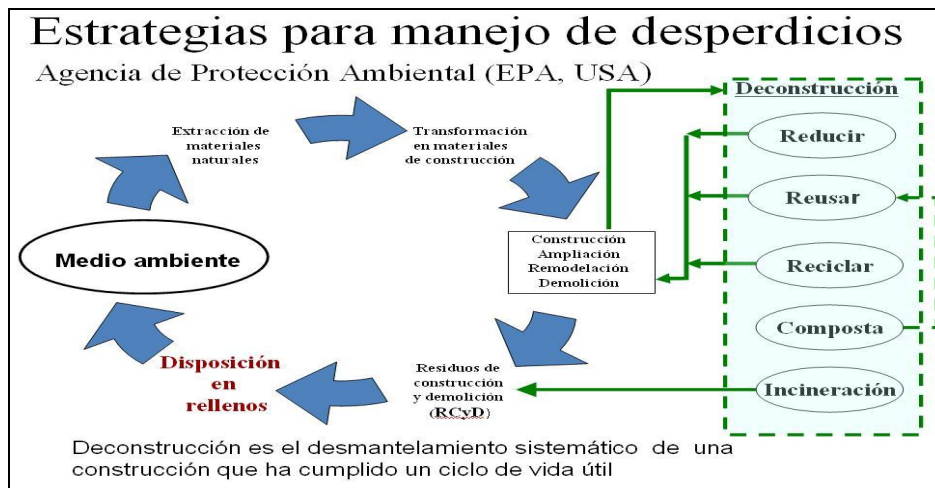 Estrategias para manejo de desperdicios
Agencia de Protección Ambiental (EPA, USA)
Extracción de
materiales
naturales
Transformación
en materiales
de construcción
Construcción
Ampliación
Remodelación
Demolición
Deconstrucción
Reducir
Reusar
Reciclar
Composta
Incineración
Medio ambiente
Disposición
en
rellenos
Residuos de
construcción
y demolición
(RCyD)
Deconstrucción es el desmantelamiento sistemático de una
construcción que ha cumplido un ciclo de vida útil